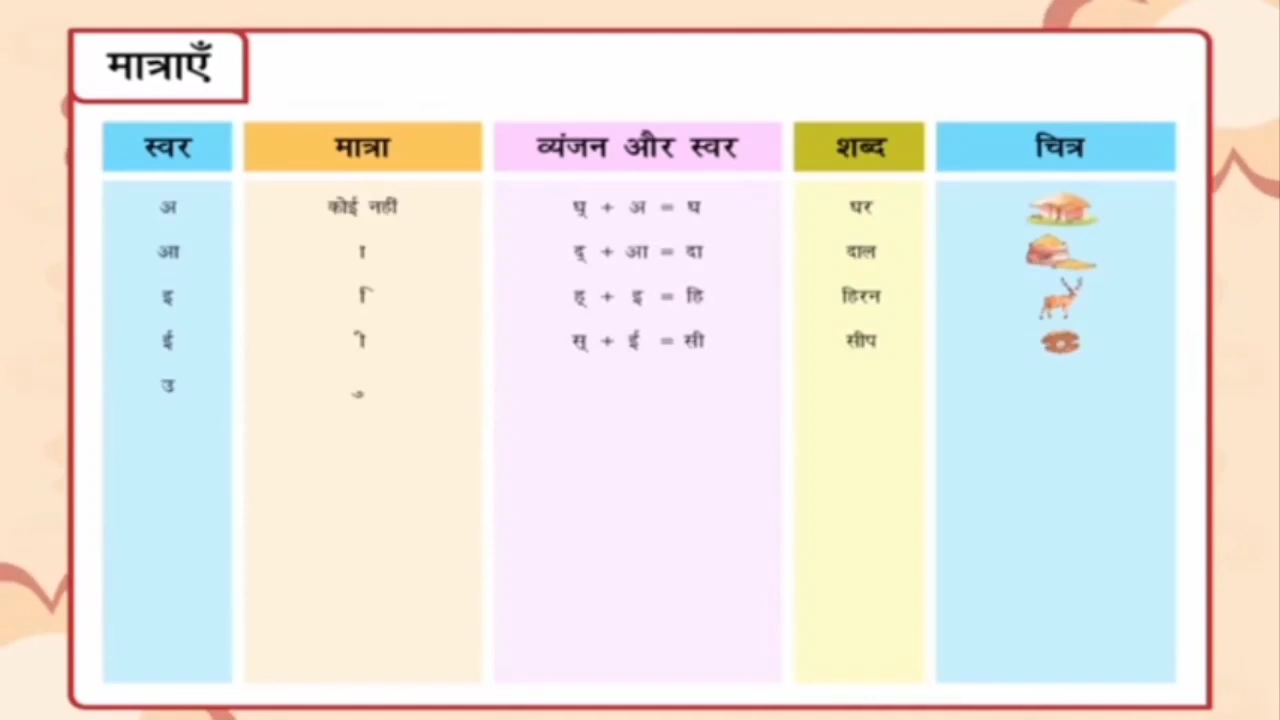 मात्राएँ
स्वर मात्रा व्यंजन और स्वर शब्द चित्र
अ कोई नहीं घ् + अ = घ घर
आ ा द् + आ = दा दाल
इ ि ह् + इ = हि हिरन
ई ी स् + ई = सी सीप
उ ु